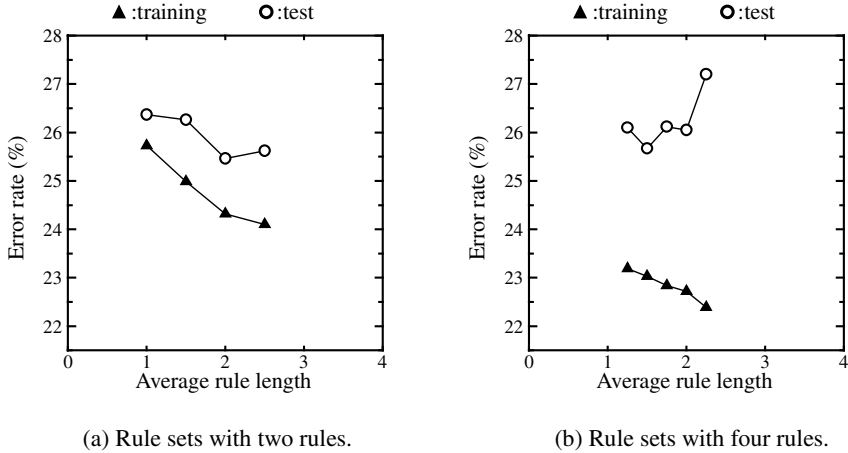 ▲:training ○:test
28
27
26
25
24
23
22
0 1 2 3 4
Error rate (%)
Average rule length
(a) Rule sets with two rules.
▲:training ○:test
28
27
26
25
24
23
22
0 1 2 3 4
Error rate (%)
Average rule length
(b) Rule sets with four rules.